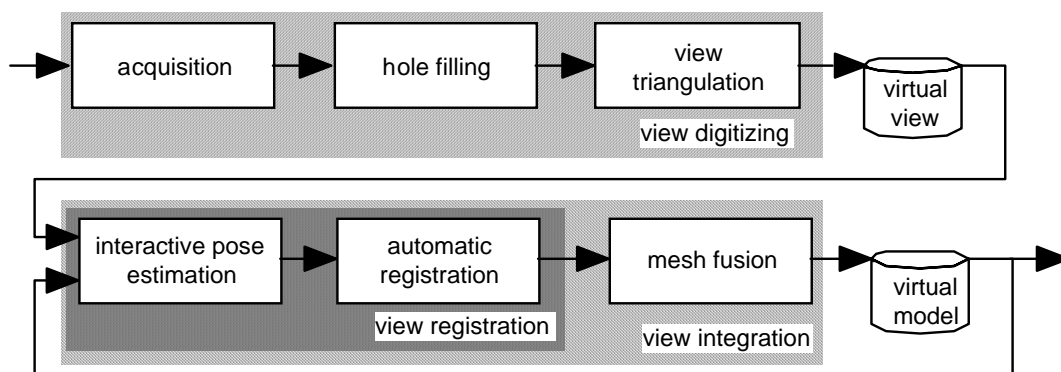 acquisition
hole filling
view
triangulation
virtual
view
view digitizing
interactive pose
estimation
automatic
registration
mesh fusion
virtual
model
view registration
view integration